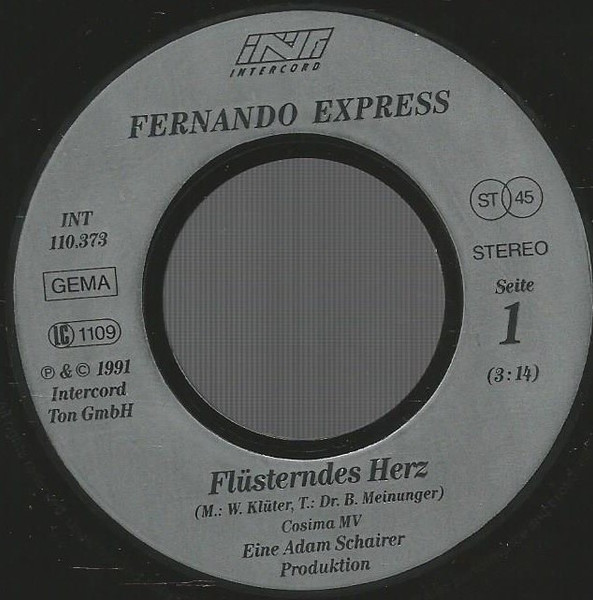 INT
INTERCORD
FERNANDO EXPRESS
INT
110.373
GEMA
LC 1109
℗ & © 1991
Intercord
Ton GmbH
ST 45
STEREO
Seite
1
(3:14)
Flüsterndes Herz
(M.: W. Klüter, T.: Dr. B. Meinunger)
Cosima MV
Eine Adam Schairer
Produktion